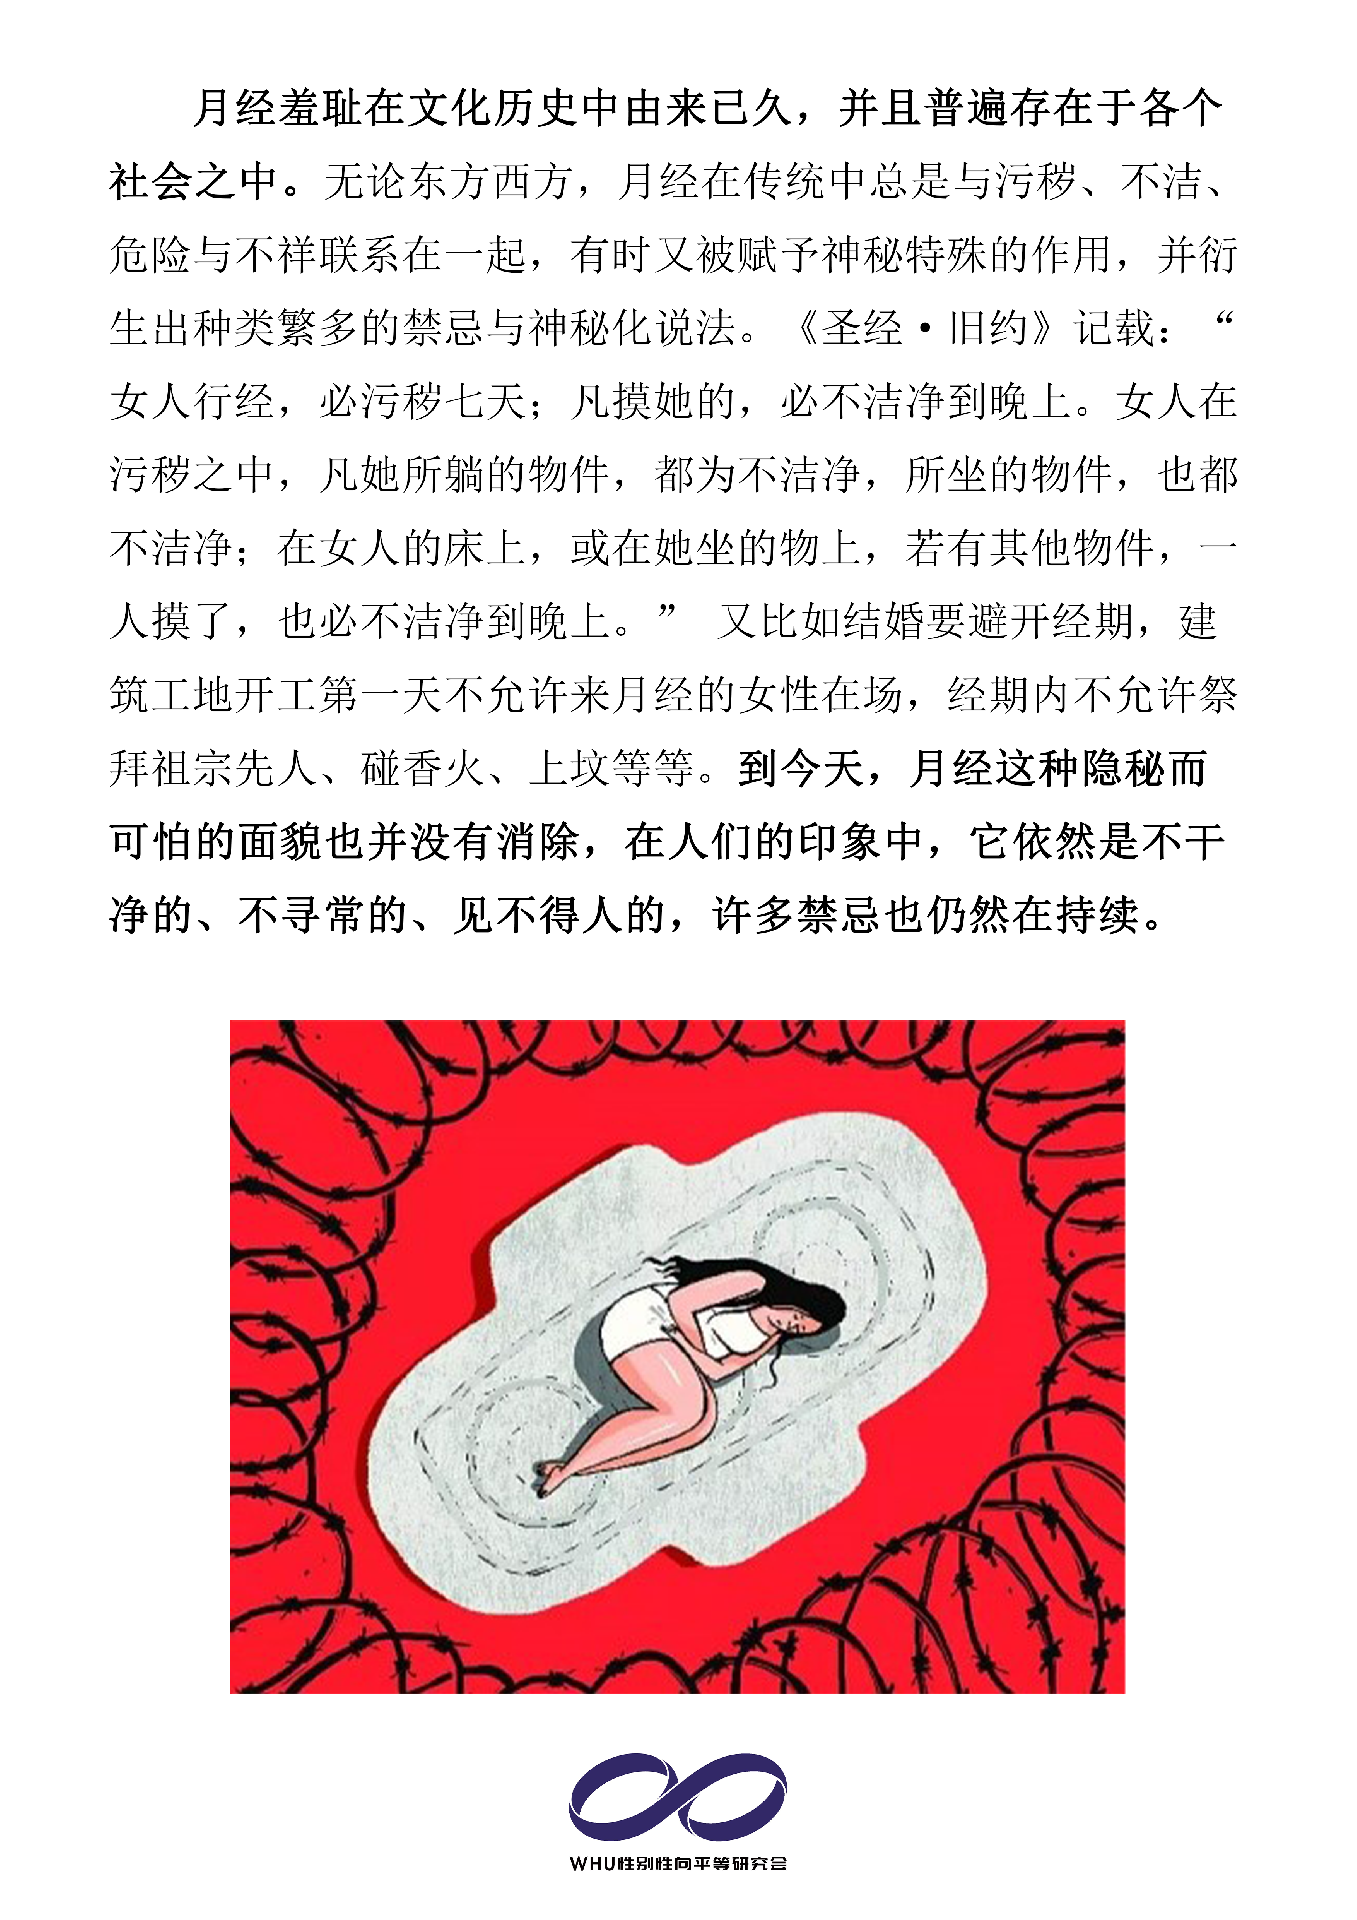 月经羞耻在文化历史中由来已久，并且普遍存在于各个
社会之中。无论东方西方，月经在传统中总是与污秽、不洁、
危险与不祥联系在一起，有时又被赋予神秘特殊的作用，并衍
生出种类繁多的禁忌与神秘化说法。《圣经·旧约》记载：“
女人行经，必污秽七天；凡摸她的，必不洁净到晚上。女人在
污秽之中，凡她所躺的物件，都为不洁净，所坐的物件，也都
不洁净；在女人的床上，或在她坐的物上，若有其他物件，一
人摸了，也必不洁净到晚上。” 又比如结婚要避开经期，建
筑工地开工第一天不允许来月经的女性在场，经期内不允许祭
拜祖宗先人、碰香火、上坟等等。到今天，月经这种隐秘而
可怕的面貌也并没有消除，在人们的印象中，它依然是不干
净的、不寻常的、见不得人的，许多禁忌也仍然在持续。
WHU性别性向平等研究会